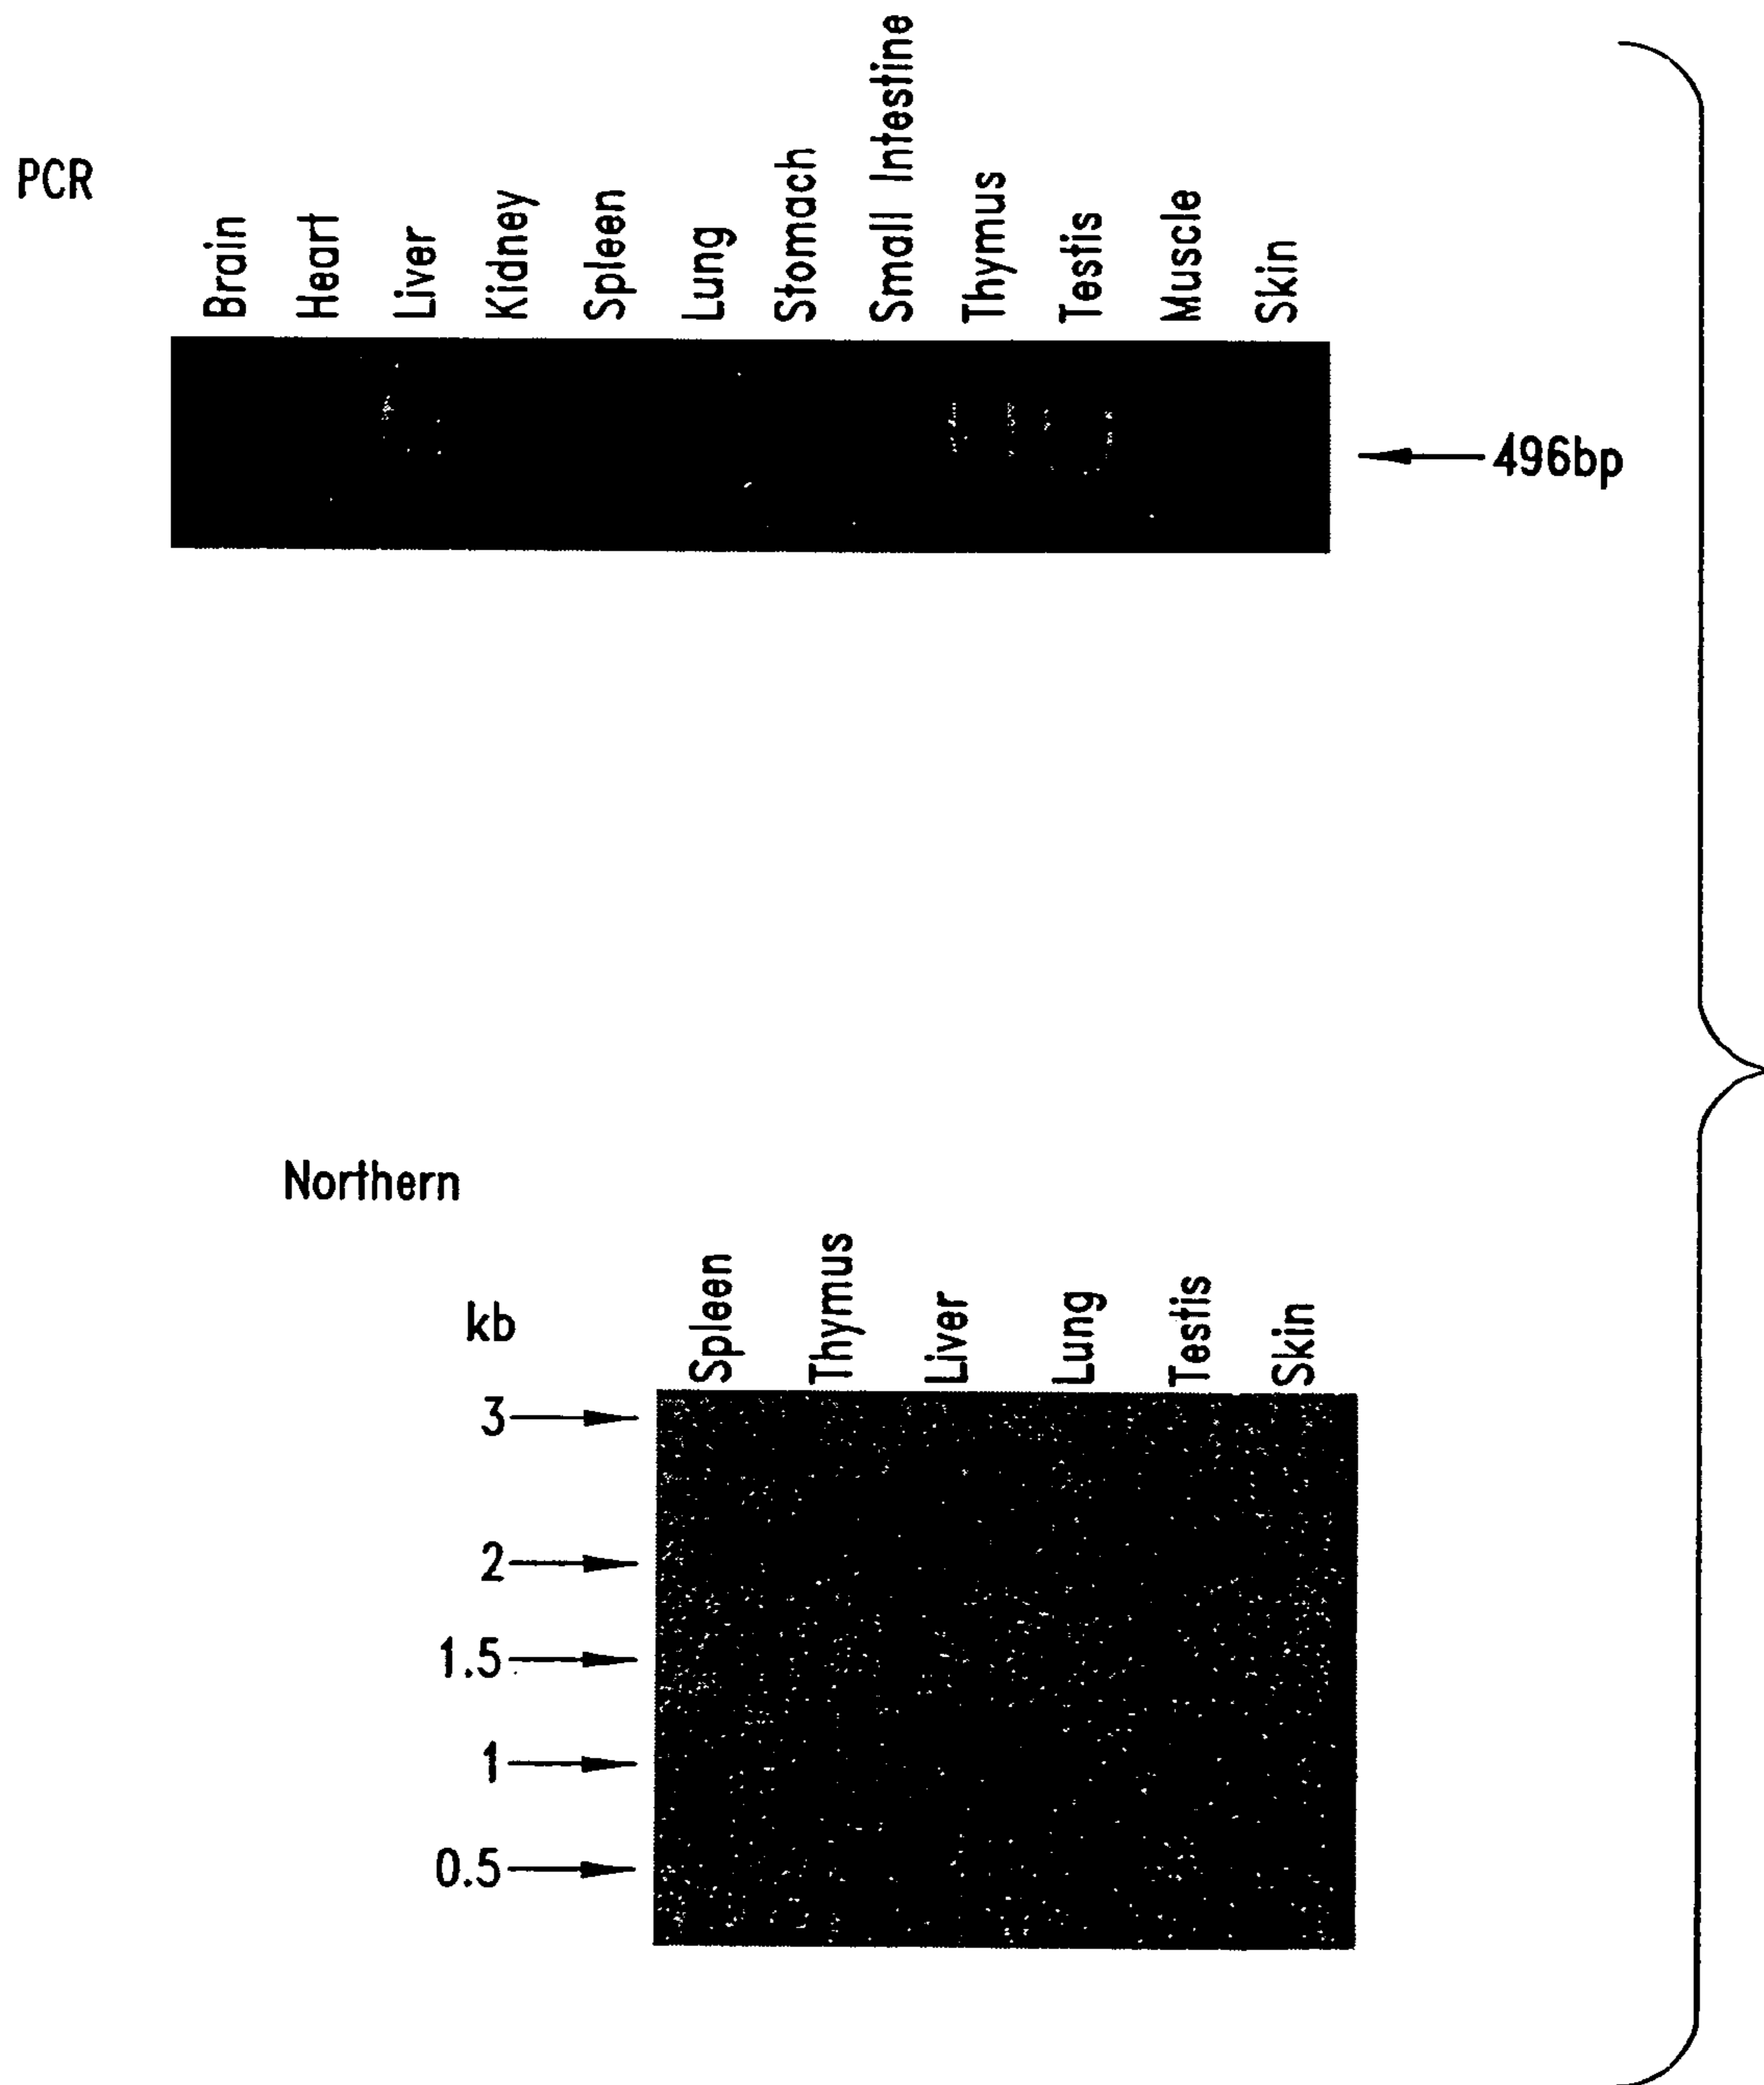 PCR
Brain
Heart
Liver
Kidney
Spleen
Lung
Stomach
Small Intestine
Thymus
Testis
Muscle
Skin
496bp
Northern
kb
Spleen
Thymus
Liver
Lung
Testis
Skin
3
2
1.5
1
0.5